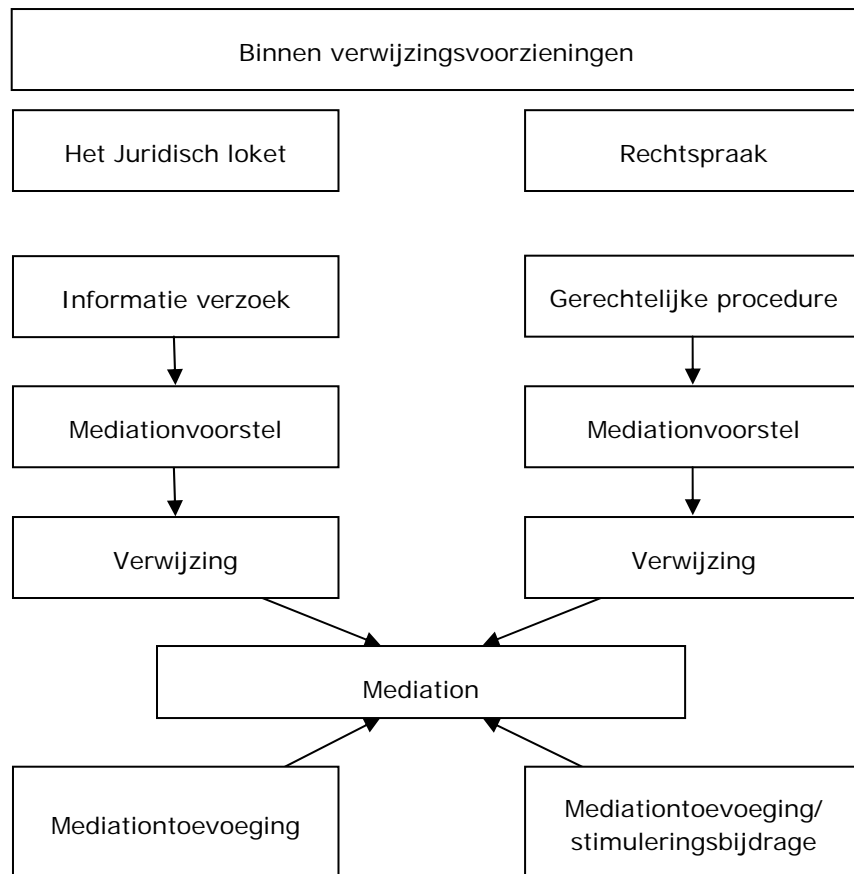 Binnen verwijzingsvoorzieningen
Het Juridisch loket
Rechtspraak
Informatie verzoek
Gerechtelijke procedure
Mediationvoorstel
Mediationvoorstel
Verwijzing
Verwijzing
Mediation
Mediationtoevoeging
Mediationtoevoeging/
stimuleringsbijdrage